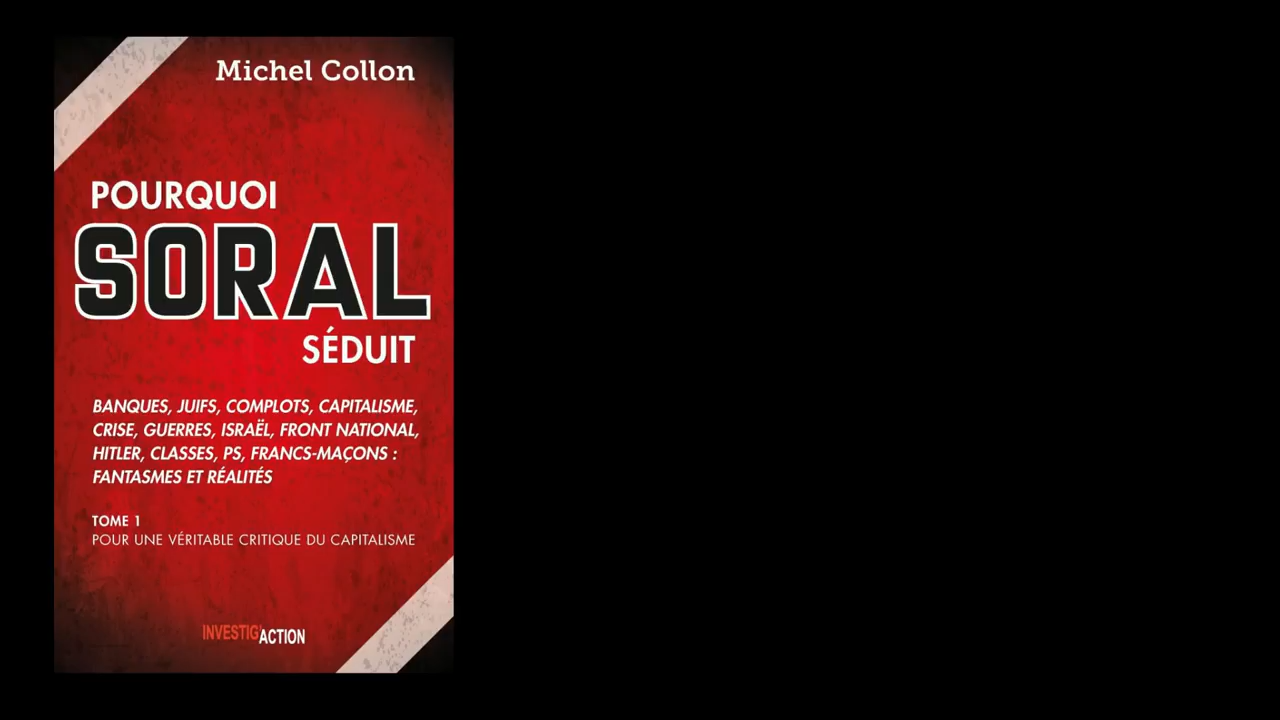 Michel Collon
POURQUOI
SORAL
SÉDUIT
BANQUES, JUIFS, COMPLOTS, CAPITALISME,
CRISE, GUERRES, ISRAËL, FRONT NATIONAL,
HITLER, CLASSES, PS, FRANCS-MAÇONS :
FANTASMES ET RÉALITÉS
TOME 1
POUR UNE VÉRITABLE CRITIQUE DU CAPITALISME
INVESTIG'ACTION